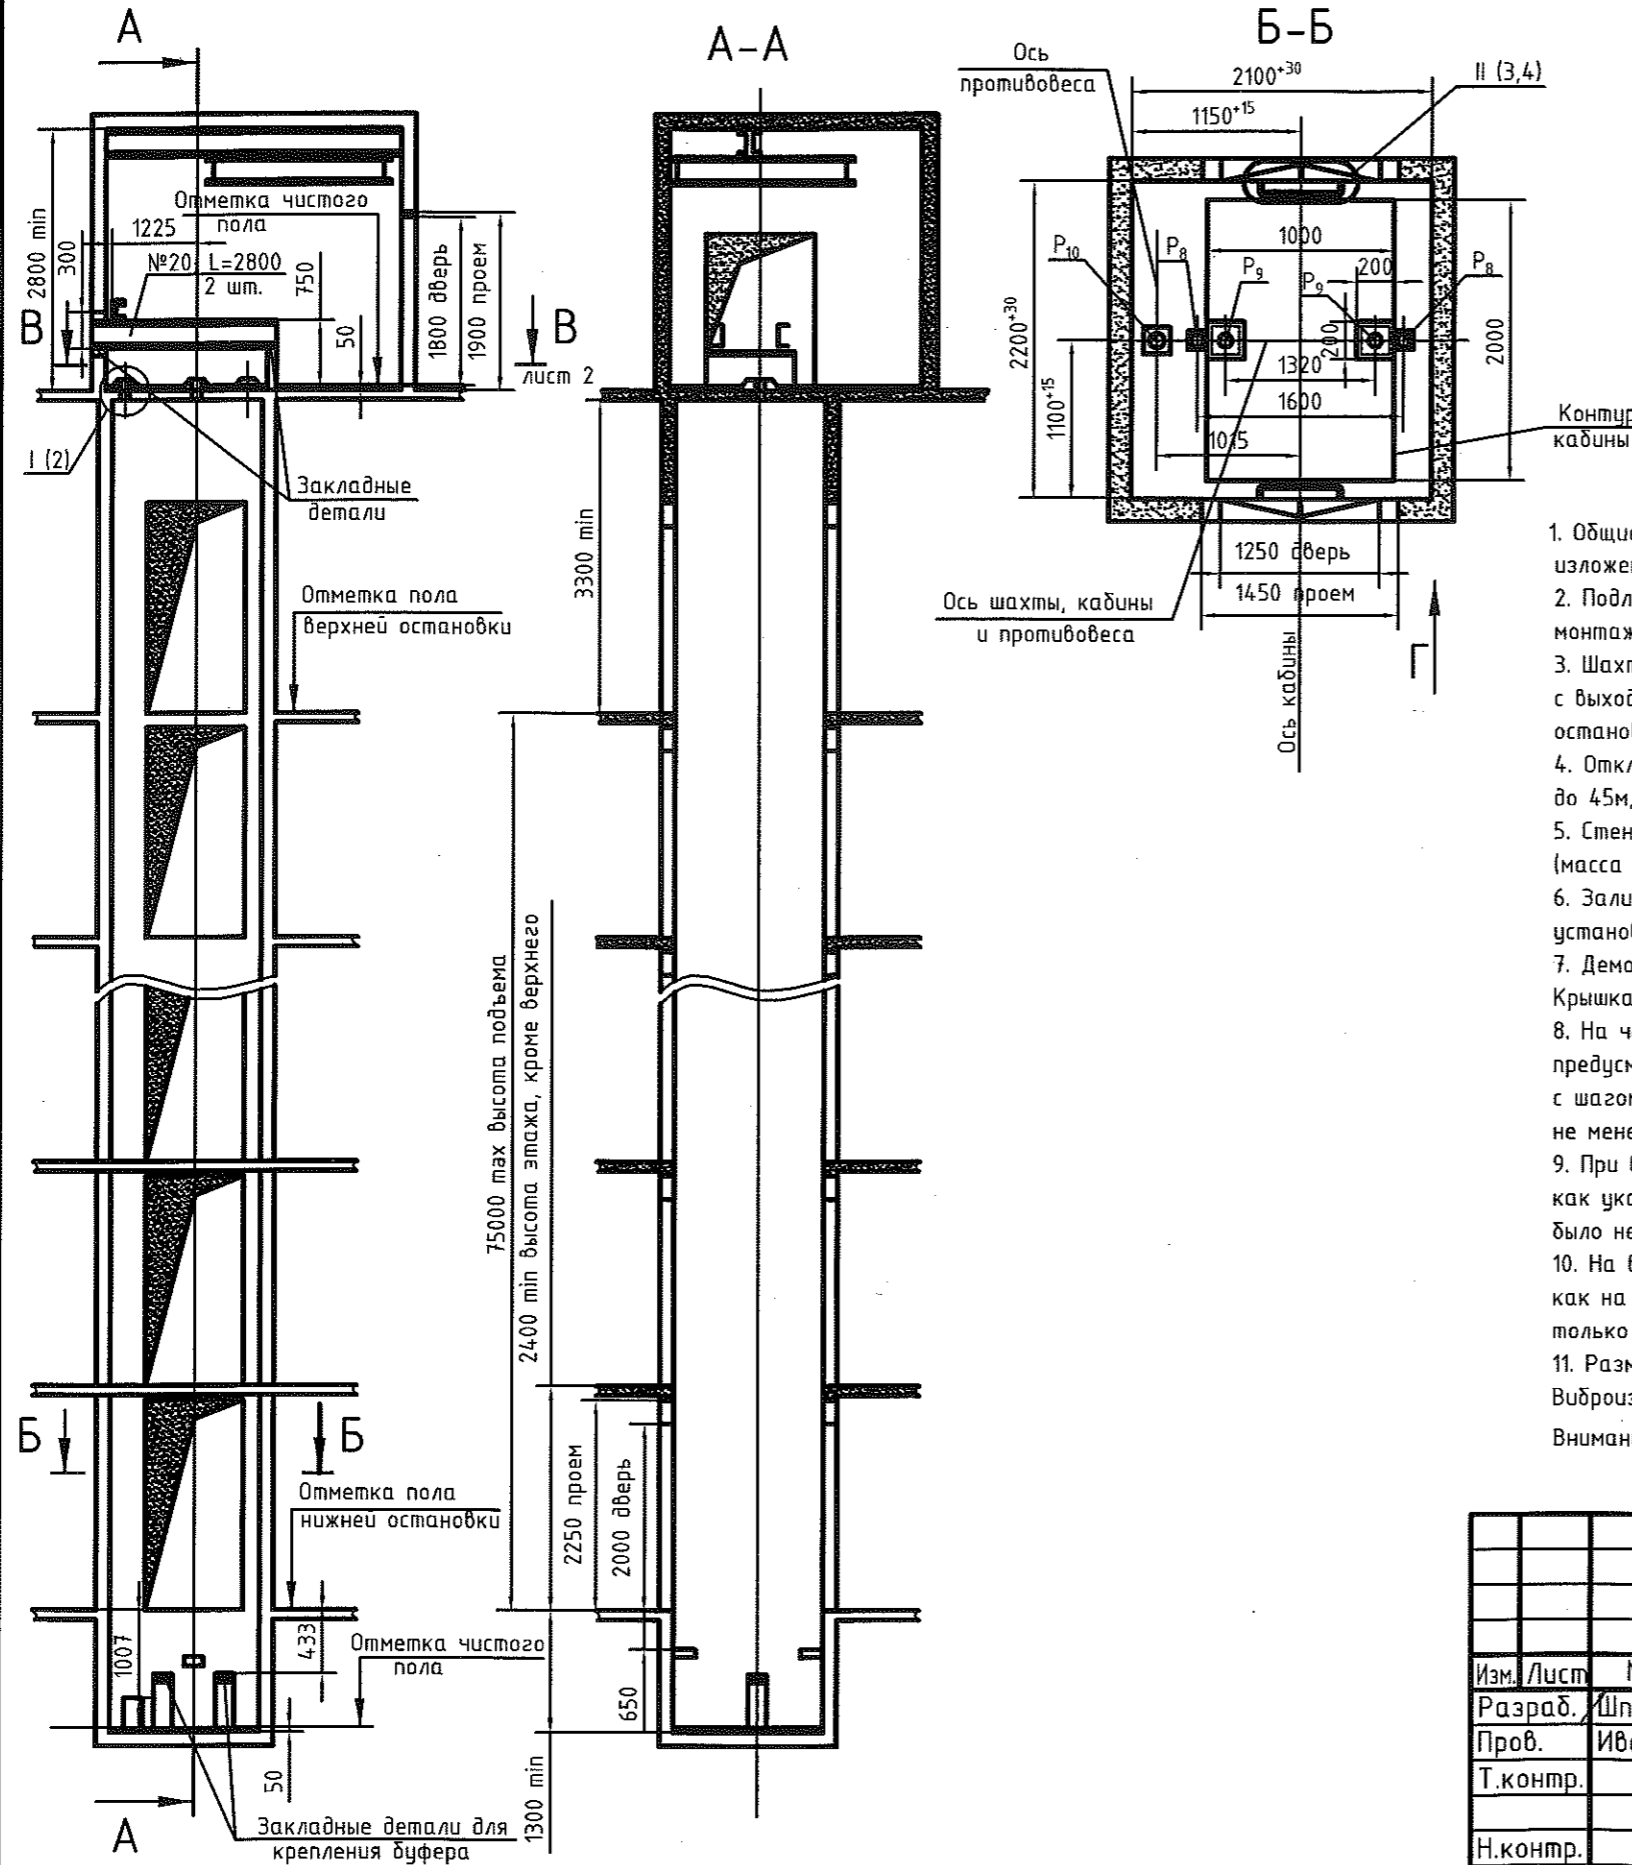 А
А-А
Б-Б
Ось
противовеса
2100⁺³⁰
1150⁺¹⁵
II (3,4)
2800 min
300
1225
Отметка чистого
пола
№20 L=2800
2 шт.
750
50
1800 дверь
1900 проем
В
В
лист 2
I (2)
Закладные
детали
P₁₀
P₈
P₉
P₉
P₈
1000
200
200
1320
1600
1015
2200⁺³⁰
1100⁺¹⁵
2000
Контур
кабины
1250 дверь
1450 проем
Ось шахты, кабины
и противовеса
Ось кабины
Г
3300 min
Отметка пола
верхней остановки
75000 max высота подъема
2400 min высота этажа, кроме верхнего
Б
Б
2250 проем
2000 дверь
Отметка пола
нижней остановки
1007
433
Отметка чистого
пола
650
50
1300 min
А
Закладные детали для
крепления буфера
1. Общие
изложен
2. Подл
монтаж
3. Шахт
с выход
останов
4. Откл
до 45м,
5. Стен
(масса
6. Зали
установ
7. Демо
Крышка
8. На ч
предусм
с шагом
не мене
9. При
как ука
было не
10. На
как на
только
11. Разм
Виброиз
Вниман
Изм. Лист
Разраб. Шп
Пров. Ива
Т.контр.
Н.контр.